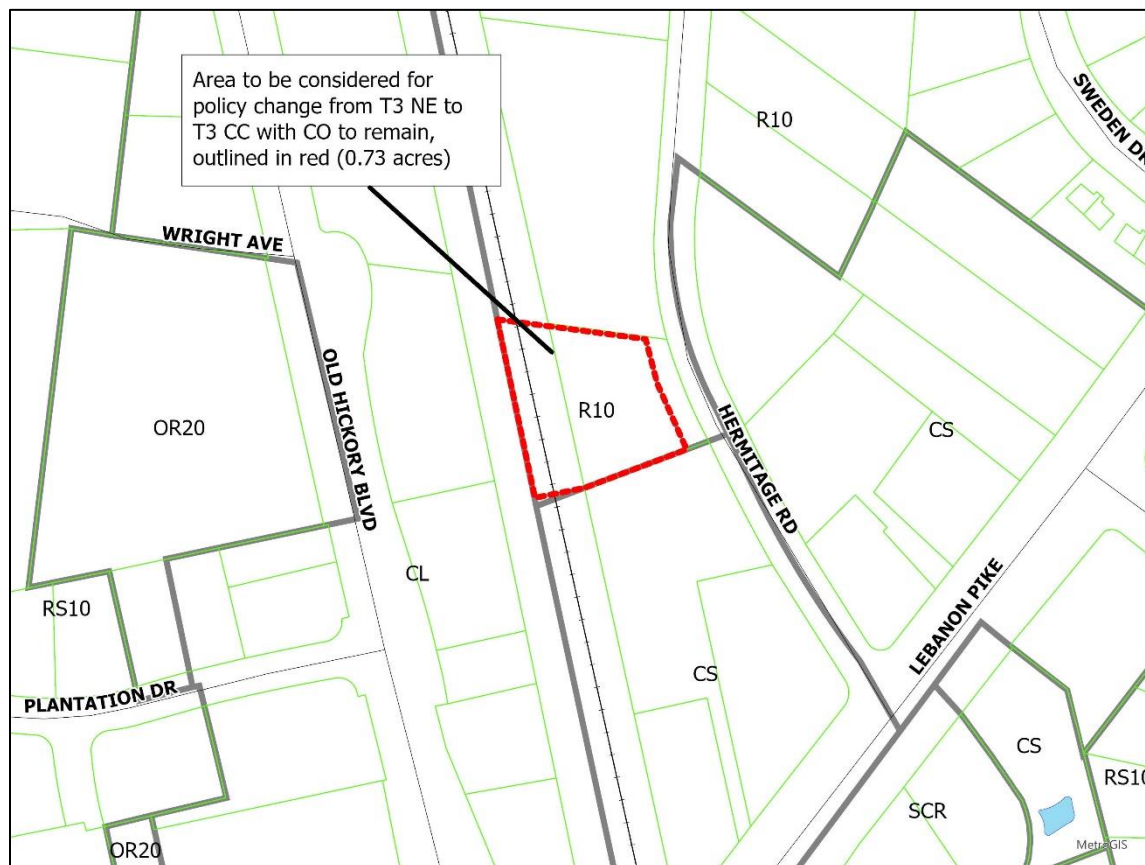 Area to be considered for
policy change from T3 NE to
T3 CC with CO to remain,
outlined in red (0.73 acres)
R10
SWEDEN DR
WRIGHT AVE
OLD HICKORY BLVD
OR20
R10
HERMITAGE RD
CS
CL
RS10
LEBANON PIKE
CS
PLANTATION DR
CS
RS10
SCR
OR20
MetroGIS